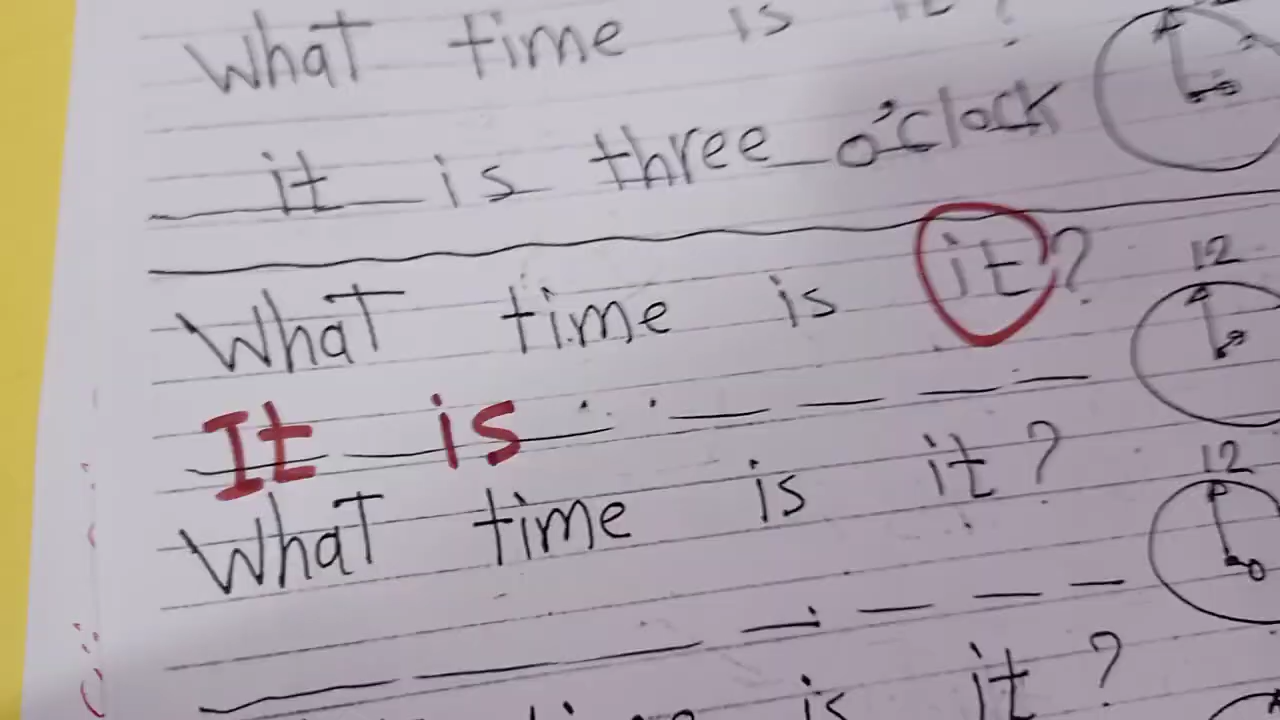 What time is it?
it is three o'clock
What time is it?
12
It is
What time is it?
12
is it?